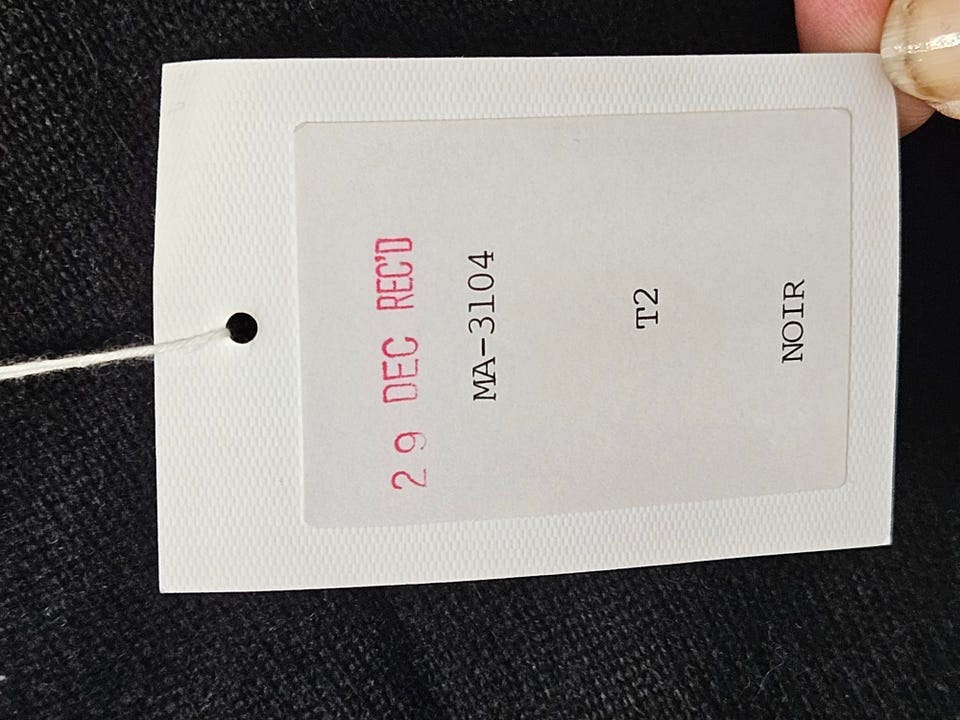 29 DEC REC'D
MA-3104
T2
NOIR